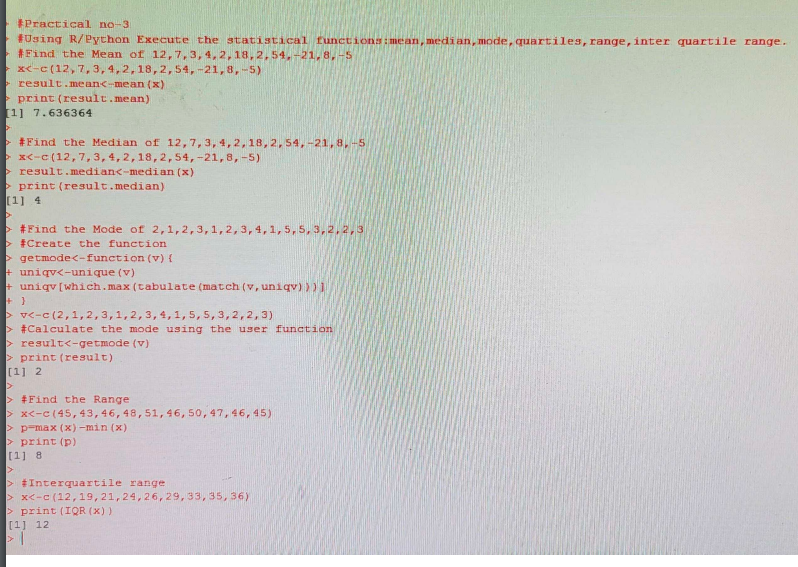 > #Practical no-3
> #Using R/Python Execute the statistical functions:mean,median,mode,quartiles,range,inter quartile range.
> #Find the Mean of 12,7,3,4,2,18,2,54,-21,8,-5
> x<-c(12,7,3,4,2,18,2,54,-21,8,-5)
> result.mean<-mean(x)
> print(result.mean)
[1] 7.636364
>
> #Find the Median of 12,7,3,4,2,18,2,54,-21,8,-5
> x<-c(12,7,3,4,2,18,2,54,-21,8,-5)
> result.median<-median(x)
> print(result.median)
[1] 4
>
> #Find the Mode of 2,1,2,3,1,2,3,4,1,5,5,3,2,2,3
> #Create the function
> getmode<-function(v){
+ uniqv<-unique(v)
+ uniqv[which.max(tabulate(match(v,uniqv)))]
+ }
> v<-c(2,1,2,3,1,2,3,4,1,5,5,3,2,2,3)
> #Calculate the mode using the user function
> result<-getmode(v)
> print(result)
[1] 2
>
> #Find the Range
> x<-c(45,43,46,48,51,46,50,47,46,45)
> p=max(x)-min(x)
> print(p)
[1] 8
>
> #Interquartile range
> x<-c(12,19,21,24,26,29,33,35,36)
> print(IQR(x))
[1] 12
> |